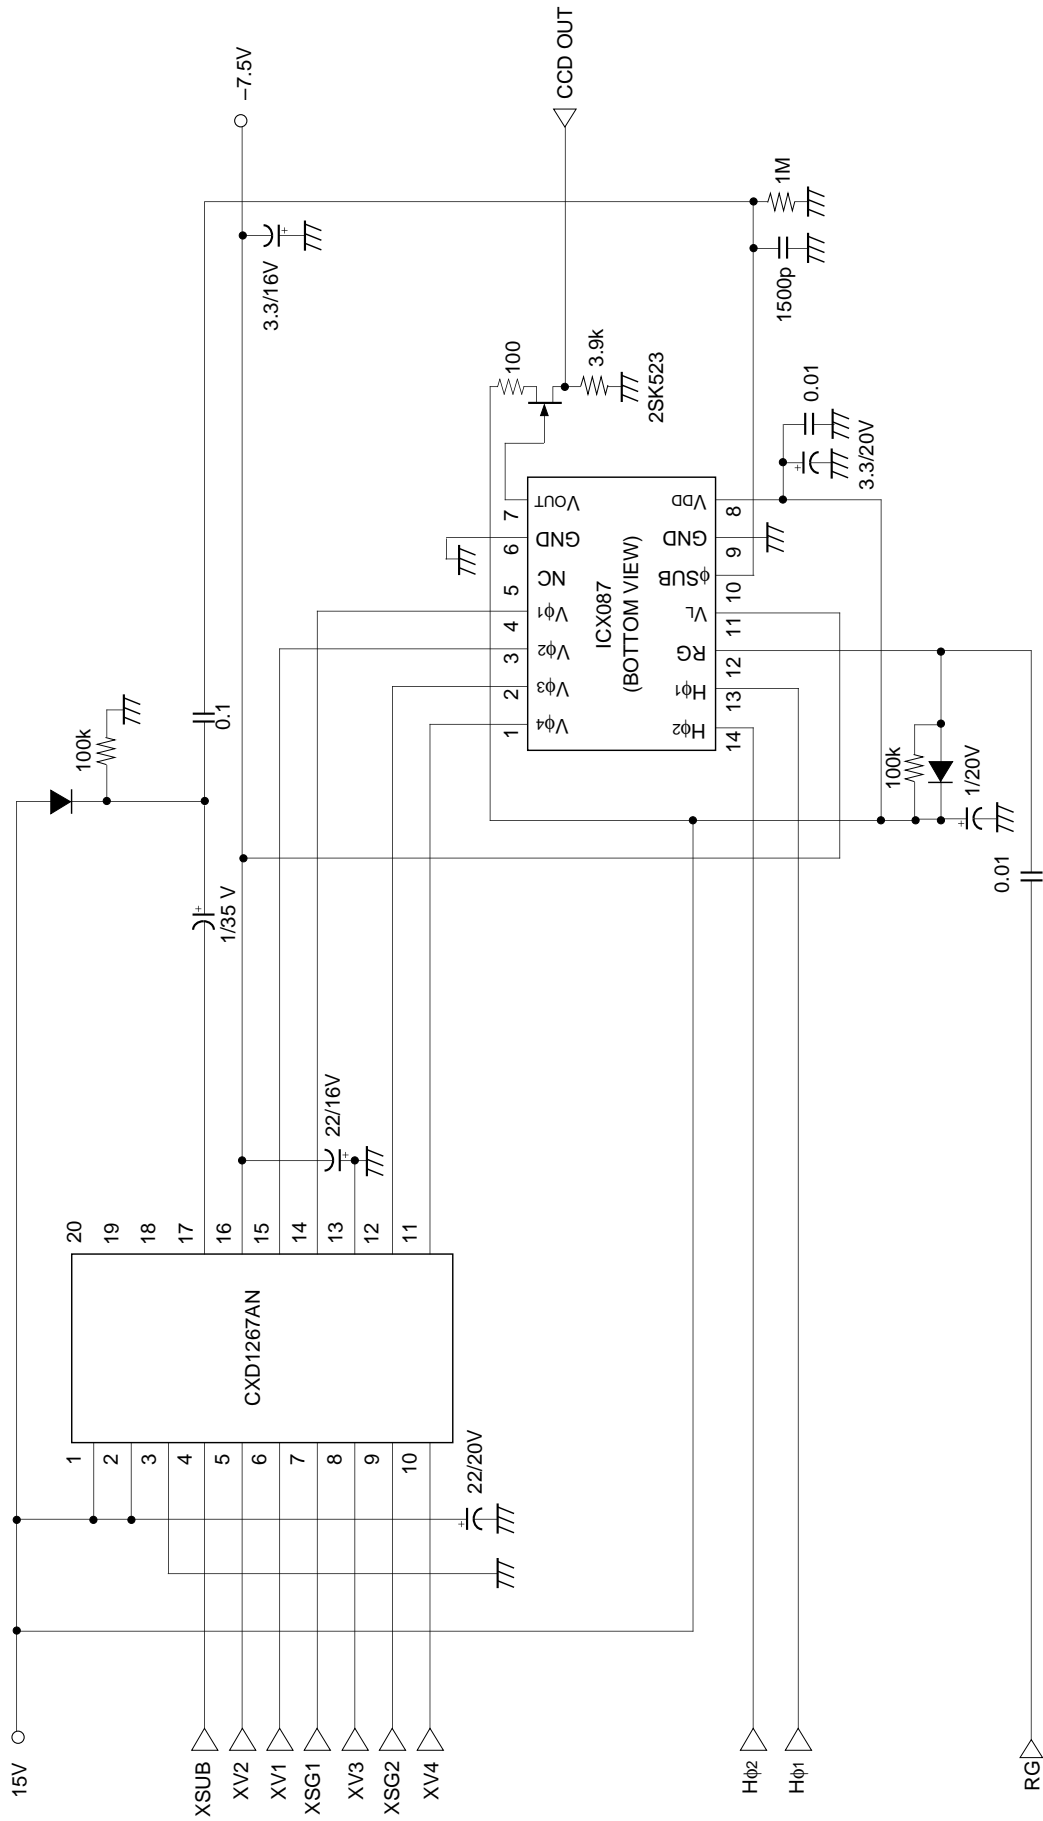 15V
XSUB
XV2
XV1
XSG1
XV3
XSG2
XV4
Hϕ2
Hϕ1
RG
22/20V
1
2
3
4
5
6
7
8
9
10
CXD1267AN
20
19
18
17
16
15
14
13
12
11
22/16V
1/35 V
100k
0.1
3.3/16V
–7.5V
CCD OUT
100
3.9k
2SK523
1M
1500p
0.01
3.3/20V
ICX087
(BOTTOM VIEW)
1
2
3
4
5
6
7
Vϕ4
Vϕ3
Vϕ2
Vϕ1
NC
GND
VOUT
Hϕ2
Hϕ1
RG
VL
ϕSUB
GND
VDD
14
13
12
11
10
9
8
100k
1/20V
0.01